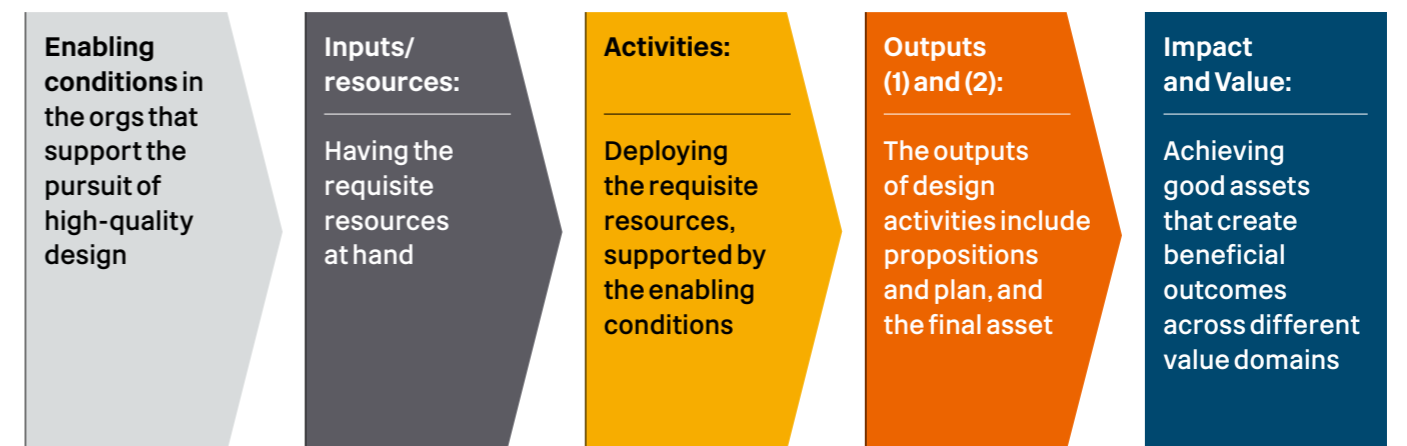 Enabling
conditions in
the orgs that
support the
pursuit of
high-quality
design
Inputs/
resources:
Having the
requisite
resources
at hand
Activities:
Deploying
the requisite
resources,
supported by
the enabling
conditions
Outputs
(1) and (2):
The outputs
of design
activities include
propositions
and plan, and
the final asset
Impact
and Value:
Achieving
good assets
that create
beneficial
outcomes
across different
value domains